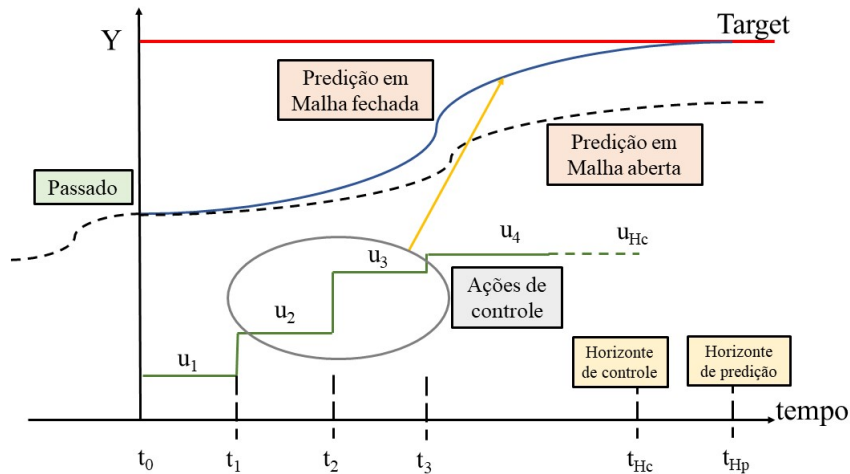 Y
Target
Predição em
Malha fechada
Predição em
Malha aberta
Passado
u1
u2
u3
u4
uHc
Ações de
controle
Horizonte
de controle
Horizonte
de predição
tempo
t0
t1
t2
t3
tHc
tHp